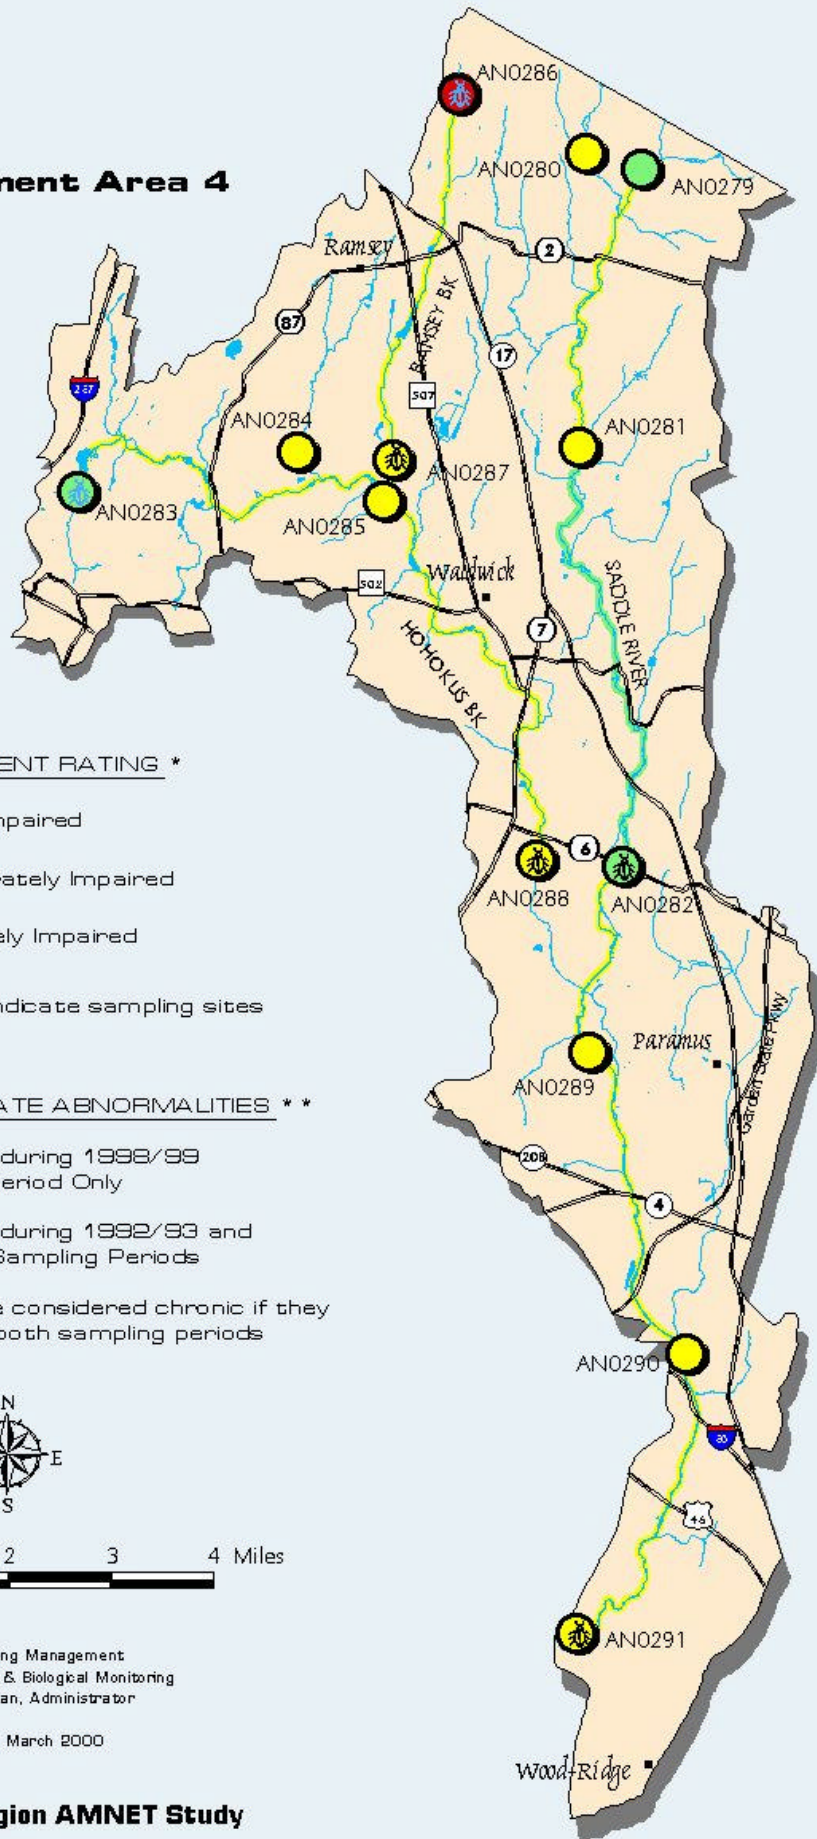 AN0286
AN0280
AN0279
ment Area 4
Ramsey
2
87
RAMSEY BK
17
287
507
AN0284
AN0281
AN0287
AN0283
AN0285
502
Waldwick
SADDLE RIVER
7
HOHOKUS BK
ENT RATING *
npaired
6
rately Impaired
AN0288
AN0282
ely Impaired
ndicate sampling sites
Paramus
Garden State Pkwy
AN0289
ATE ABNORMALITIES * *
during 1998/99
eriod Only
208
4
during 1992/93 and
Sampling Periods
e considered chronic if they
both sampling periods
AN0290
N
E
S
80
46
2 3 4 Miles
AN0291
ng Management
& Biological Monitoring
an, Administrator
March 2000
Wood-Ridge
gion AMNET Study